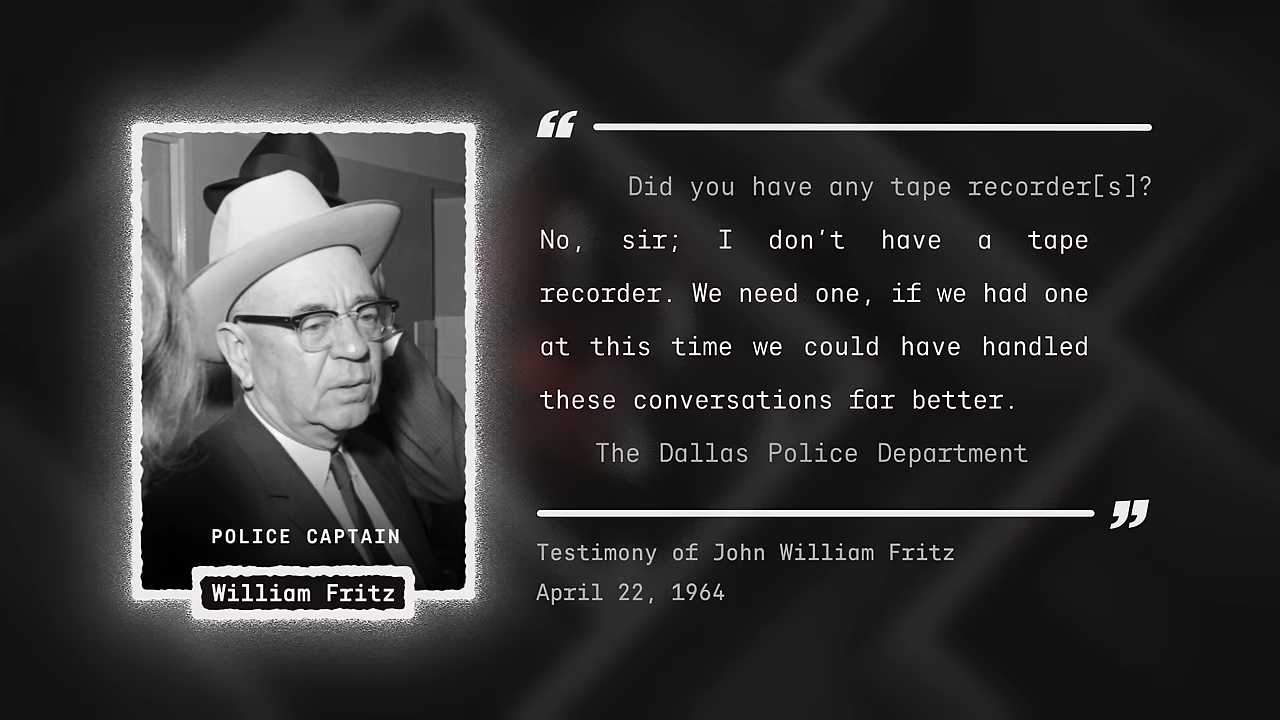 “
Did you have any tape recorder[s]?
No, sir; I don’t have a tape
recorder. We need one, if we had one
at this time we could have handled
these conversations far better.
The Dallas Police Department
”
Testimony of John William Fritz
April 22, 1964
POLICE CAPTAIN
William Fritz